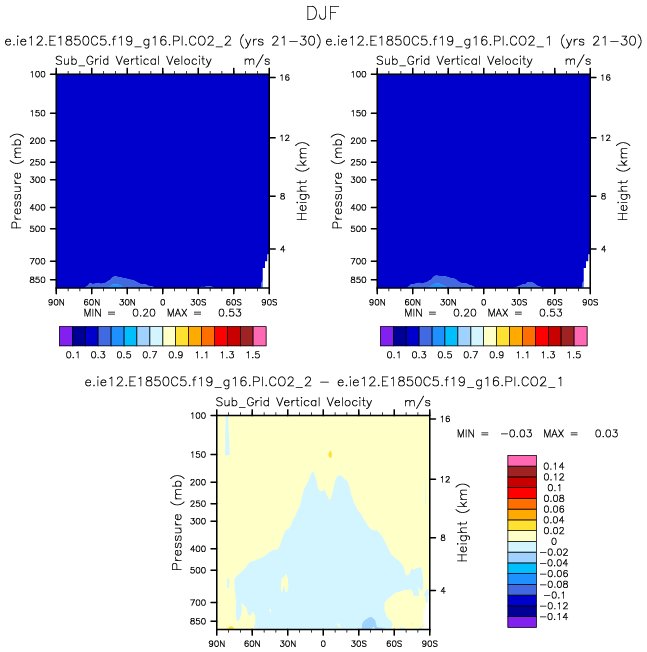 DJF
e.ie12.E1850C5.f19_g16.PI.CO2_2 (yrs 21-30) e.ie12.E1850C5.f19_g16.PI.CO2_1 (yrs 21-30)
Sub_Grid Vertical Velocity m/s Sub_Grid Vertical Velocity m/s
100 16 100 16
150 150
12 12
200 200
250 250
300 300
8 8
400 400
500 500
4 4
700 700
850 850
Pressure (mb) Height (km) Pressure (mb) Height (km)
90N 60N 30N 0 30S 60S 90S 90N 60N 30N 0 30S 60S 90S
MIN = 0.20 MAX = 0.53 MIN = 0.20 MAX = 0.53
0.1 0.3 0.5 0.7 0.9 1.1 1.3 1.5 0.1 0.3 0.5 0.7 0.9 1.1 1.3 1.5
e.ie12.E1850C5.f19_g16.PI.CO2_2 - e.ie12.E1850C5.f19_g16.PI.CO2_1
Sub_Grid Vertical Velocity m/s
MIN = -0.03 MAX = 0.03
100 16
150
12
200
250
300
8
400
500
4
700
850
Pressure (mb) Height (km)
90N 60N 30N 0 30S 60S 90S
0.14
0.12
0.1
0.08
0.06
0.04
0.02
0
-0.02
-0.04
-0.06
-0.08
-0.1
-0.12
-0.14